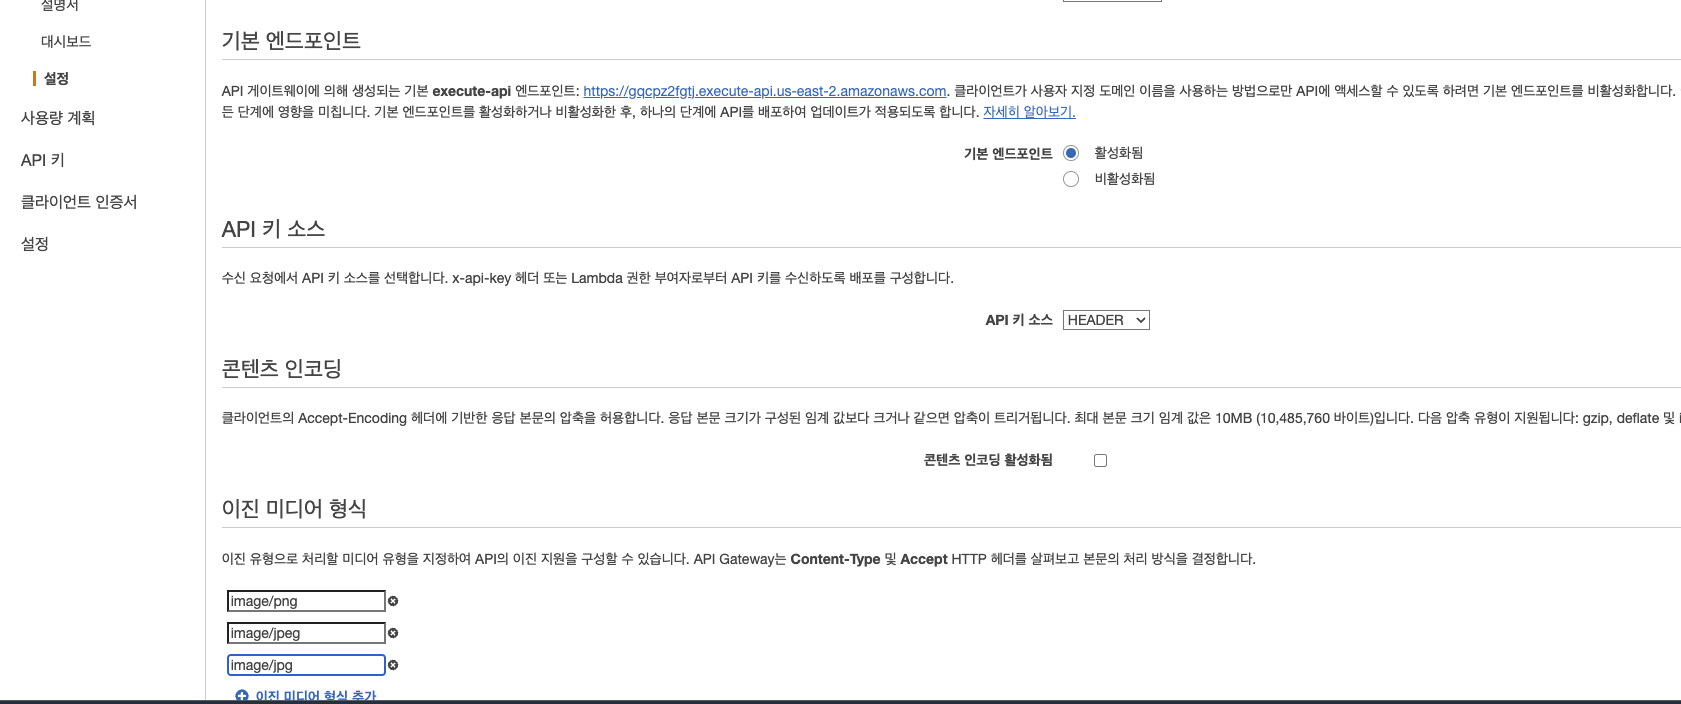 설명서
대시보드
설정
사용량 계획
API 키
클라이언트 인증서
설정
기본 엔드포인트
API 게이트웨이에 의해 생성되는 기본 execute-api 엔드포인트: https://gqcpz2fgtj.execute-api.us-east-2.amazonaws.com. 클라이언트가 사용자 지정 도메인 이름을 사용하는 방법으로만 API에 액세스할 수 있도록 하려면 기본 엔드포인트를 비활성화합니다.
든 단계에 영향을 미칩니다. 기본 엔드포인트를 활성화하거나 비활성화한 후, 하나의 단계에 API를 배포하여 업데이트가 적용되도록 합니다. 자세히 알아보기.
기본 엔드포인트 활성화됨
비활성화됨
API 키 소스
수신 요청에서 API 키 소스를 선택합니다. x-api-key 헤더 또는 Lambda 권한 부여자로부터 API 키를 수신하도록 배포를 구성합니다.
API 키 소스 HEADER
콘텐츠 인코딩
클라이언트의 Accept-Encoding 헤더에 기반한 응답 본문의 압축을 허용합니다. 응답 본문 크기가 구성된 임계 값보다 크거나 같으면 압축이 트리거됩니다. 최대 본문 크기 임계 값은 10MB (10,485,760 바이트)입니다. 다음 압축 유형이 지원됩니다: gzip, deflate 및
콘텐츠 인코딩 활성화됨
이진 미디어 형식
이진 유형으로 처리할 미디어 유형을 지정하여 API의 이진 지원을 구성할 수 있습니다. API Gateway는 Content-Type 및 Accept HTTP 헤더를 살펴보고 본문의 처리 방식을 결정합니다.
image/png
image/jpeg
image/jpg
이진 미디어 형식 추가